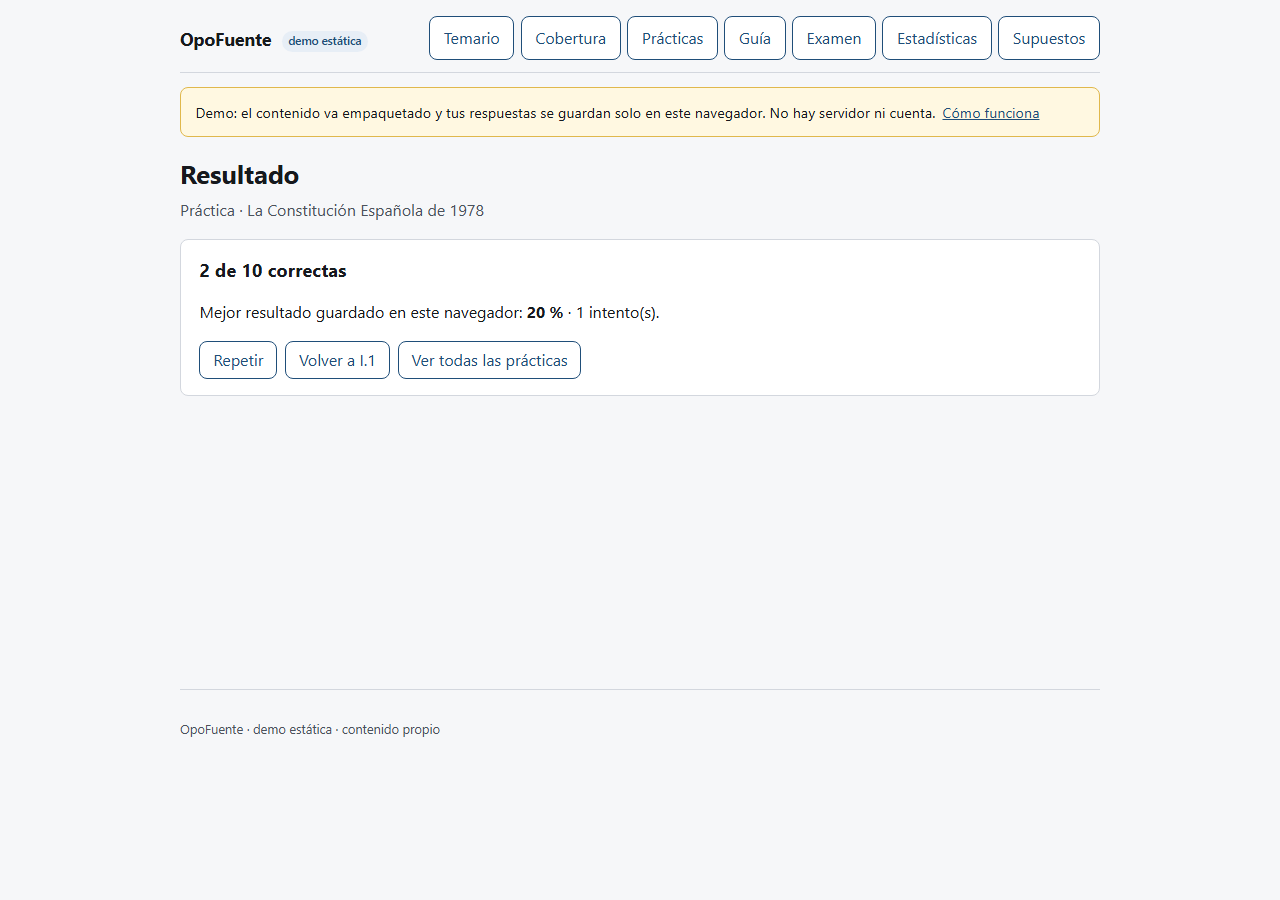 OpoFuente demo estática Temario Cobertura Prácticas Guía Examen Estadísticas Supuestos
Demo: el contenido va empaquetado y tus respuestas se guardan solo en este navegador. No hay servidor ni cuenta. Cómo funciona
Resultado
Práctica · La Constitución Española de 1978
2 de 10 correctas
Mejor resultado guardado en este navegador: 20 % · 1 intento(s).
Repetir Volver a I.1 Ver todas las prácticas
OpoFuente · demo estática · contenido propio